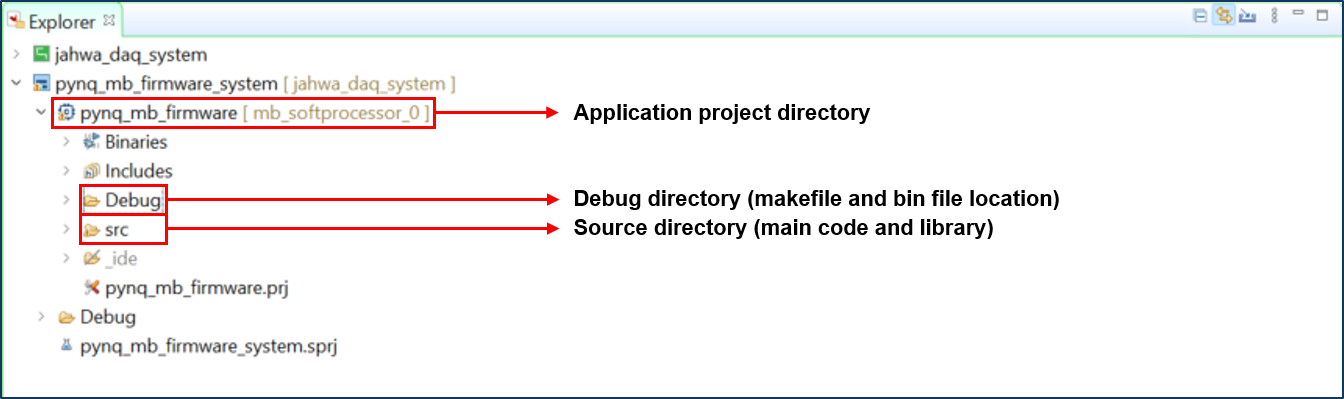 Explorer
jahwa_daq_system
pynq_mb_firmware_system [ jahwa_daq_system ]
pynq_mb_firmware [ mb_softprocessor_0 ] Application project directory
Binaries
Includes
Debug Debug directory (makefile and bin file location)
src Source directory (main code and library)
_ide
pynq_mb_firmware.prj
Debug
pynq_mb_firmware_system.sprj